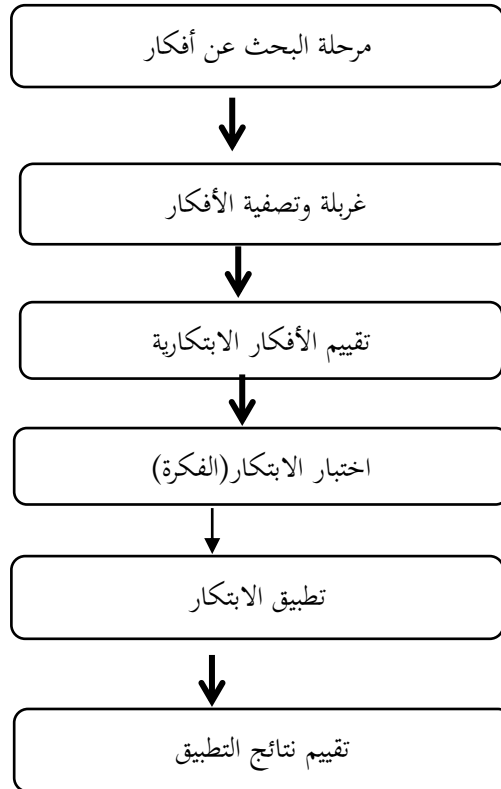 مرحلة البحث عن أفكار
غربلة وتصفية الأفكار
تقييم الأفكار الابتكارية
اختبار الابتكار(الفكرة)
تطبيق الابتكار
تقييم نتائج التطبيق